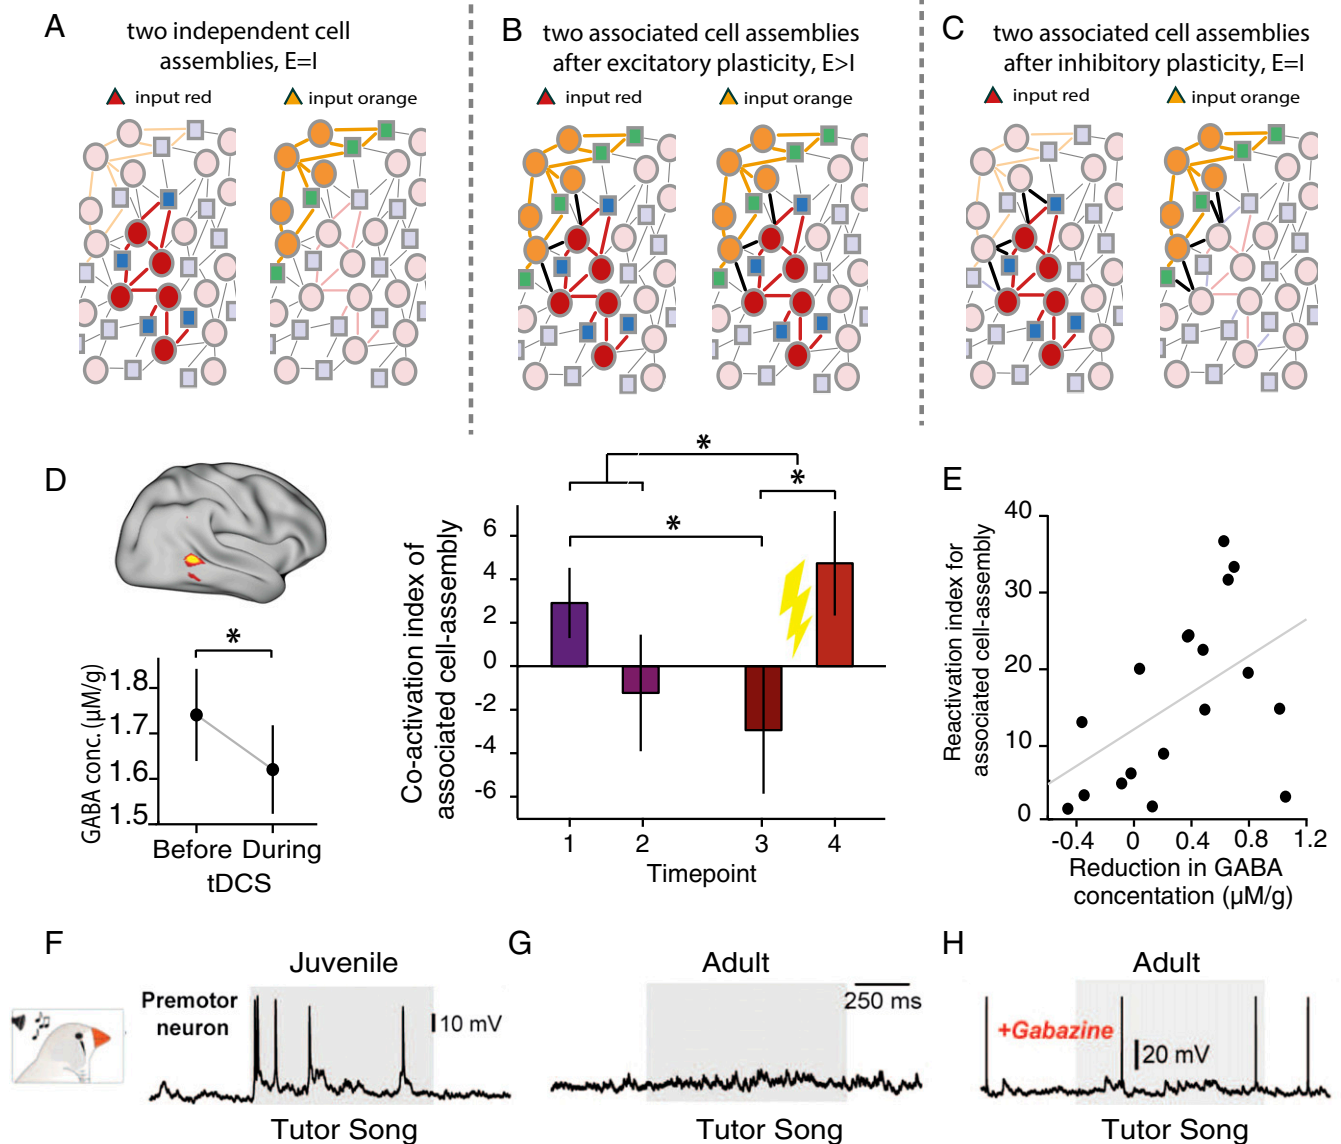 A
two independent cell
assemblies, E=I
input red
input orange
B
two associated cell assemblies
after excitatory plasticity, E>I
input red
input orange
C
two associated cell assemblies
after inhibitory plasticity, E=I
input red
input orange
D
*
GABA conc. (µM/g)
1.8
1.7
1.6
1.5
Before During
tDCS
*
*
*
Co-activation index of
associated cell-assembly
6
4
2
0
-2
-4
-6
1 2 3 4
Timepoint
E
Reactivation index for
associated cell-assembly
40
30
20
10
0
-0.4 0 0.4 0.8 1.2
Reduction in GABA
concentation (µM/g)
F
Juvenile
Premotor
neuron
10 mV
Tutor Song
G
Adult
250 ms
Tutor Song
H
Adult
+Gabazine
20 mV
Tutor Song